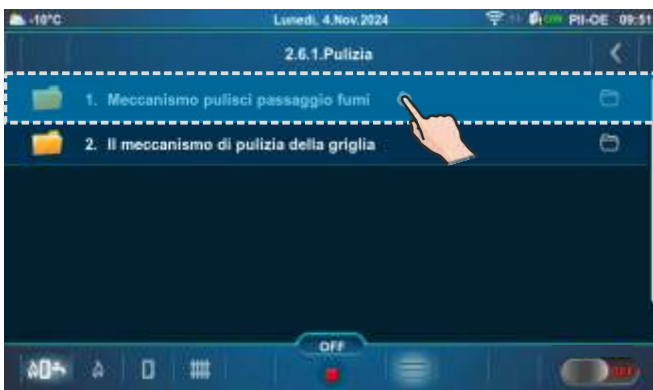 -10°C Lunedì, 4.Nov.2024 PII-OE 09:51
2.6.1.Pulizia
1. Meccanismo pulisci passaggio fumi
2. Il meccanismo di pulizia della griglia
OFF
OFF